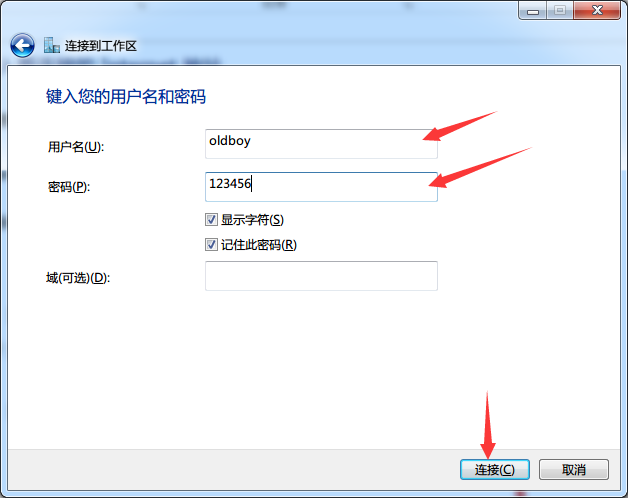 连接到工作区
键入您的用户名和密码
用户名(U):
oldboy
密码(P):
123456
显示字符(S)
记住此密码(R)
域(可选)(D):
连接(C)
取消